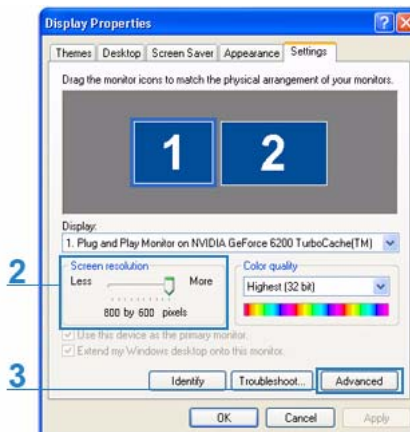 Display Properties
Themes Desktop Screen Saver Appearance Settings
Drag the monitor icons to match the physical arrangement of your monitors.
1 2
Display:
1. Plug and Play Monitor on NVIDIA GeForce 6200 TurboCache(TM)
2
Screen resolution
Less More
800 by 600 pixels
Color quality
Highest (32 bit)
Use this device as the primary monitor.
Extend my Windows desktop onto this monitor.
3
Identify Troubleshoot... Advanced
OK Cancel Apply